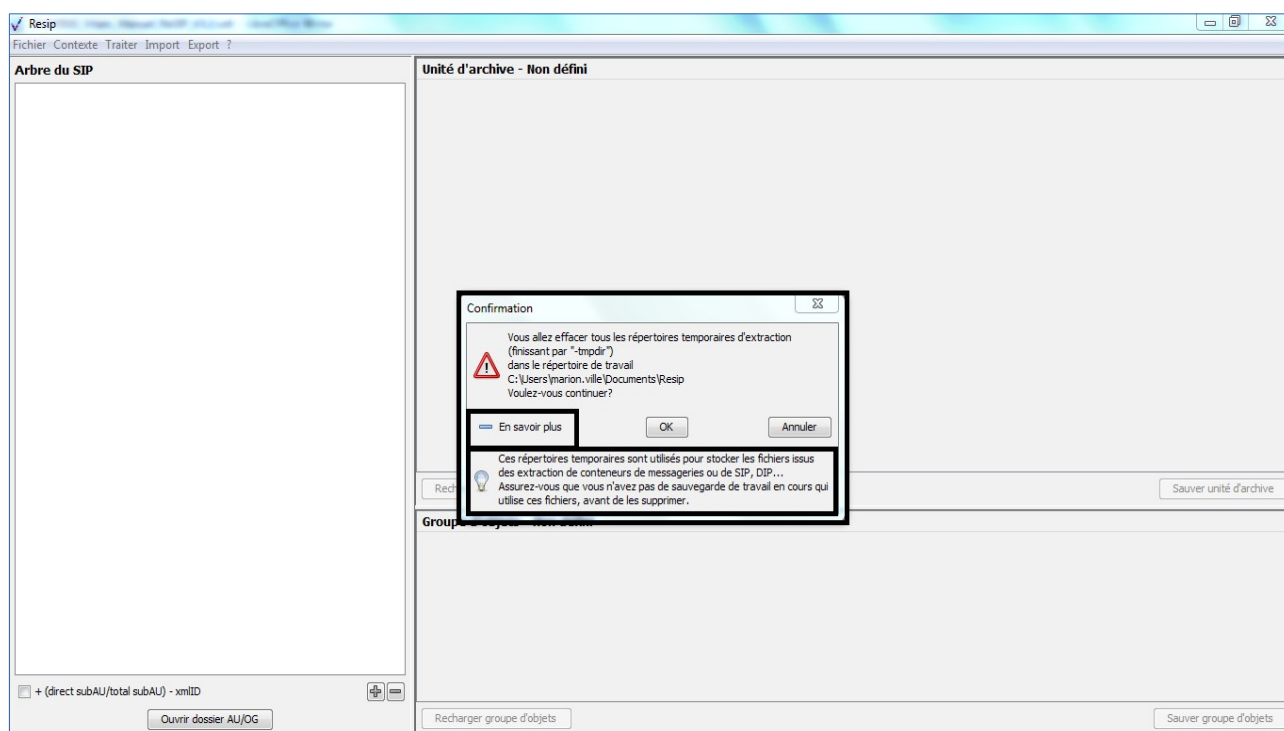 Resip
Fichier Contexte Traiter Import Export ?
Arbre du SIP
Unité d'archive - Non défini
Confirmation
Vous allez effacer tous les répertoires temporaires d'extraction
(finissant par "-tmpdir")
dans le répertoire de travail
C:\Users\marion.ville\Documents\Resip
Voulez-vous continuer?
En savoir plus
OK
Annuler
Ces répertoires temporaires sont utilisés pour stocker les fichiers issus
des extraction de conteneurs de messageries ou de SIP, DIP...
Assurez-vous que vous n'avez pas de sauvegarde de travail en cours qui
utilise ces fichiers, avant de les supprimer.
Sauver unité d'archive
+ (direct subAU/total subAU) - xmlID
Ouvrir dossier AU/OG
Recharger groupe d'objets
Sauver groupe d'objets